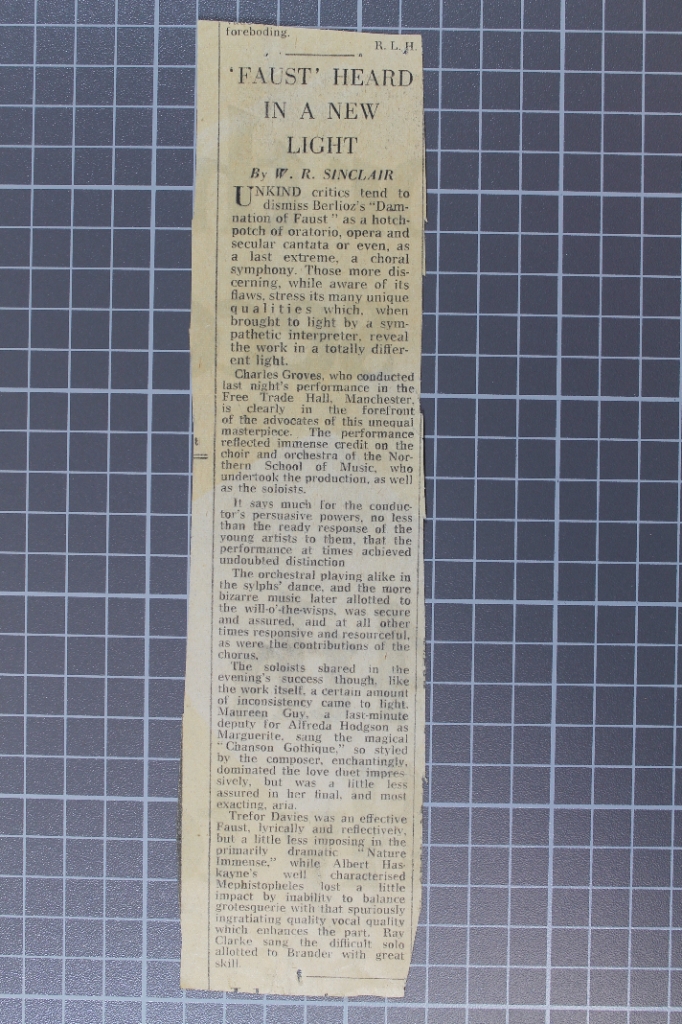 foreboding.
R. L. H.
'FAUST' HEARD
IN A NEW
LIGHT
By W. R. SINCLAIR
UNKIND critics tend to
dismiss Berlioz's "Dam-
nation of Faust" as a hotch-
potch of oratorio, opera and
secular cantata or even, as
a last extreme, a choral
symphony. Those more dis-
cerning, while aware of its
flaws, stress its many unique
qualities which, when
brought to light by a sym-
pathetic interpreter, reveal
the work in a totally differ-
ent light.
Charles Groves, who conducted
last night's performance in the
Free Trade Hall, Manchester,
is clearly in the forefront
of the advocates of this unequal
masterpiece. The performance
reflected immense credit on the
choir and orchestra of the Nor-
thern School of Music, who
undertook the production, as well
as the soloists.
It says much for the conduc-
tor's persuasive powers, no less
than the ready response of the
young artists to them, that the
performance at times achieved
undoubted distinction
The orchestral playing alike in
the sylphs' dance, and the more
bizarre music later allotted to
the will-o'-the-wisps, was secure
and assured, and at all other
times responsive and resourceful,
as were the contributions of the
chorus.
The soloists shared in the
evening's success though, like
the work itself, a certain amount
of inconsistency came to light.
Maureen Guy, a last-minute
deputy for Alfreda Hodgson as
Marguerite, sang the magical
"Chanson Gothique," so styled
by the composer, enchantingly,
dominated the love duet impres-
sively, but was a little less
assured in her final, and most
exacting, aria.
Trefor Davies was an effective
Faust, lyrically and reflectively,
but a little less imposing in the
primarily dramatic "Nature
Immense," while Albert Has-
kayne's well characterised
Mephistopheles lost a little
impact by inability to balance
grotesquerie with that spuriously
ingratiating quality vocal quality
which enhances the part. Ray
Clarke sang the difficult solo
allotted to Brander with great
skill.